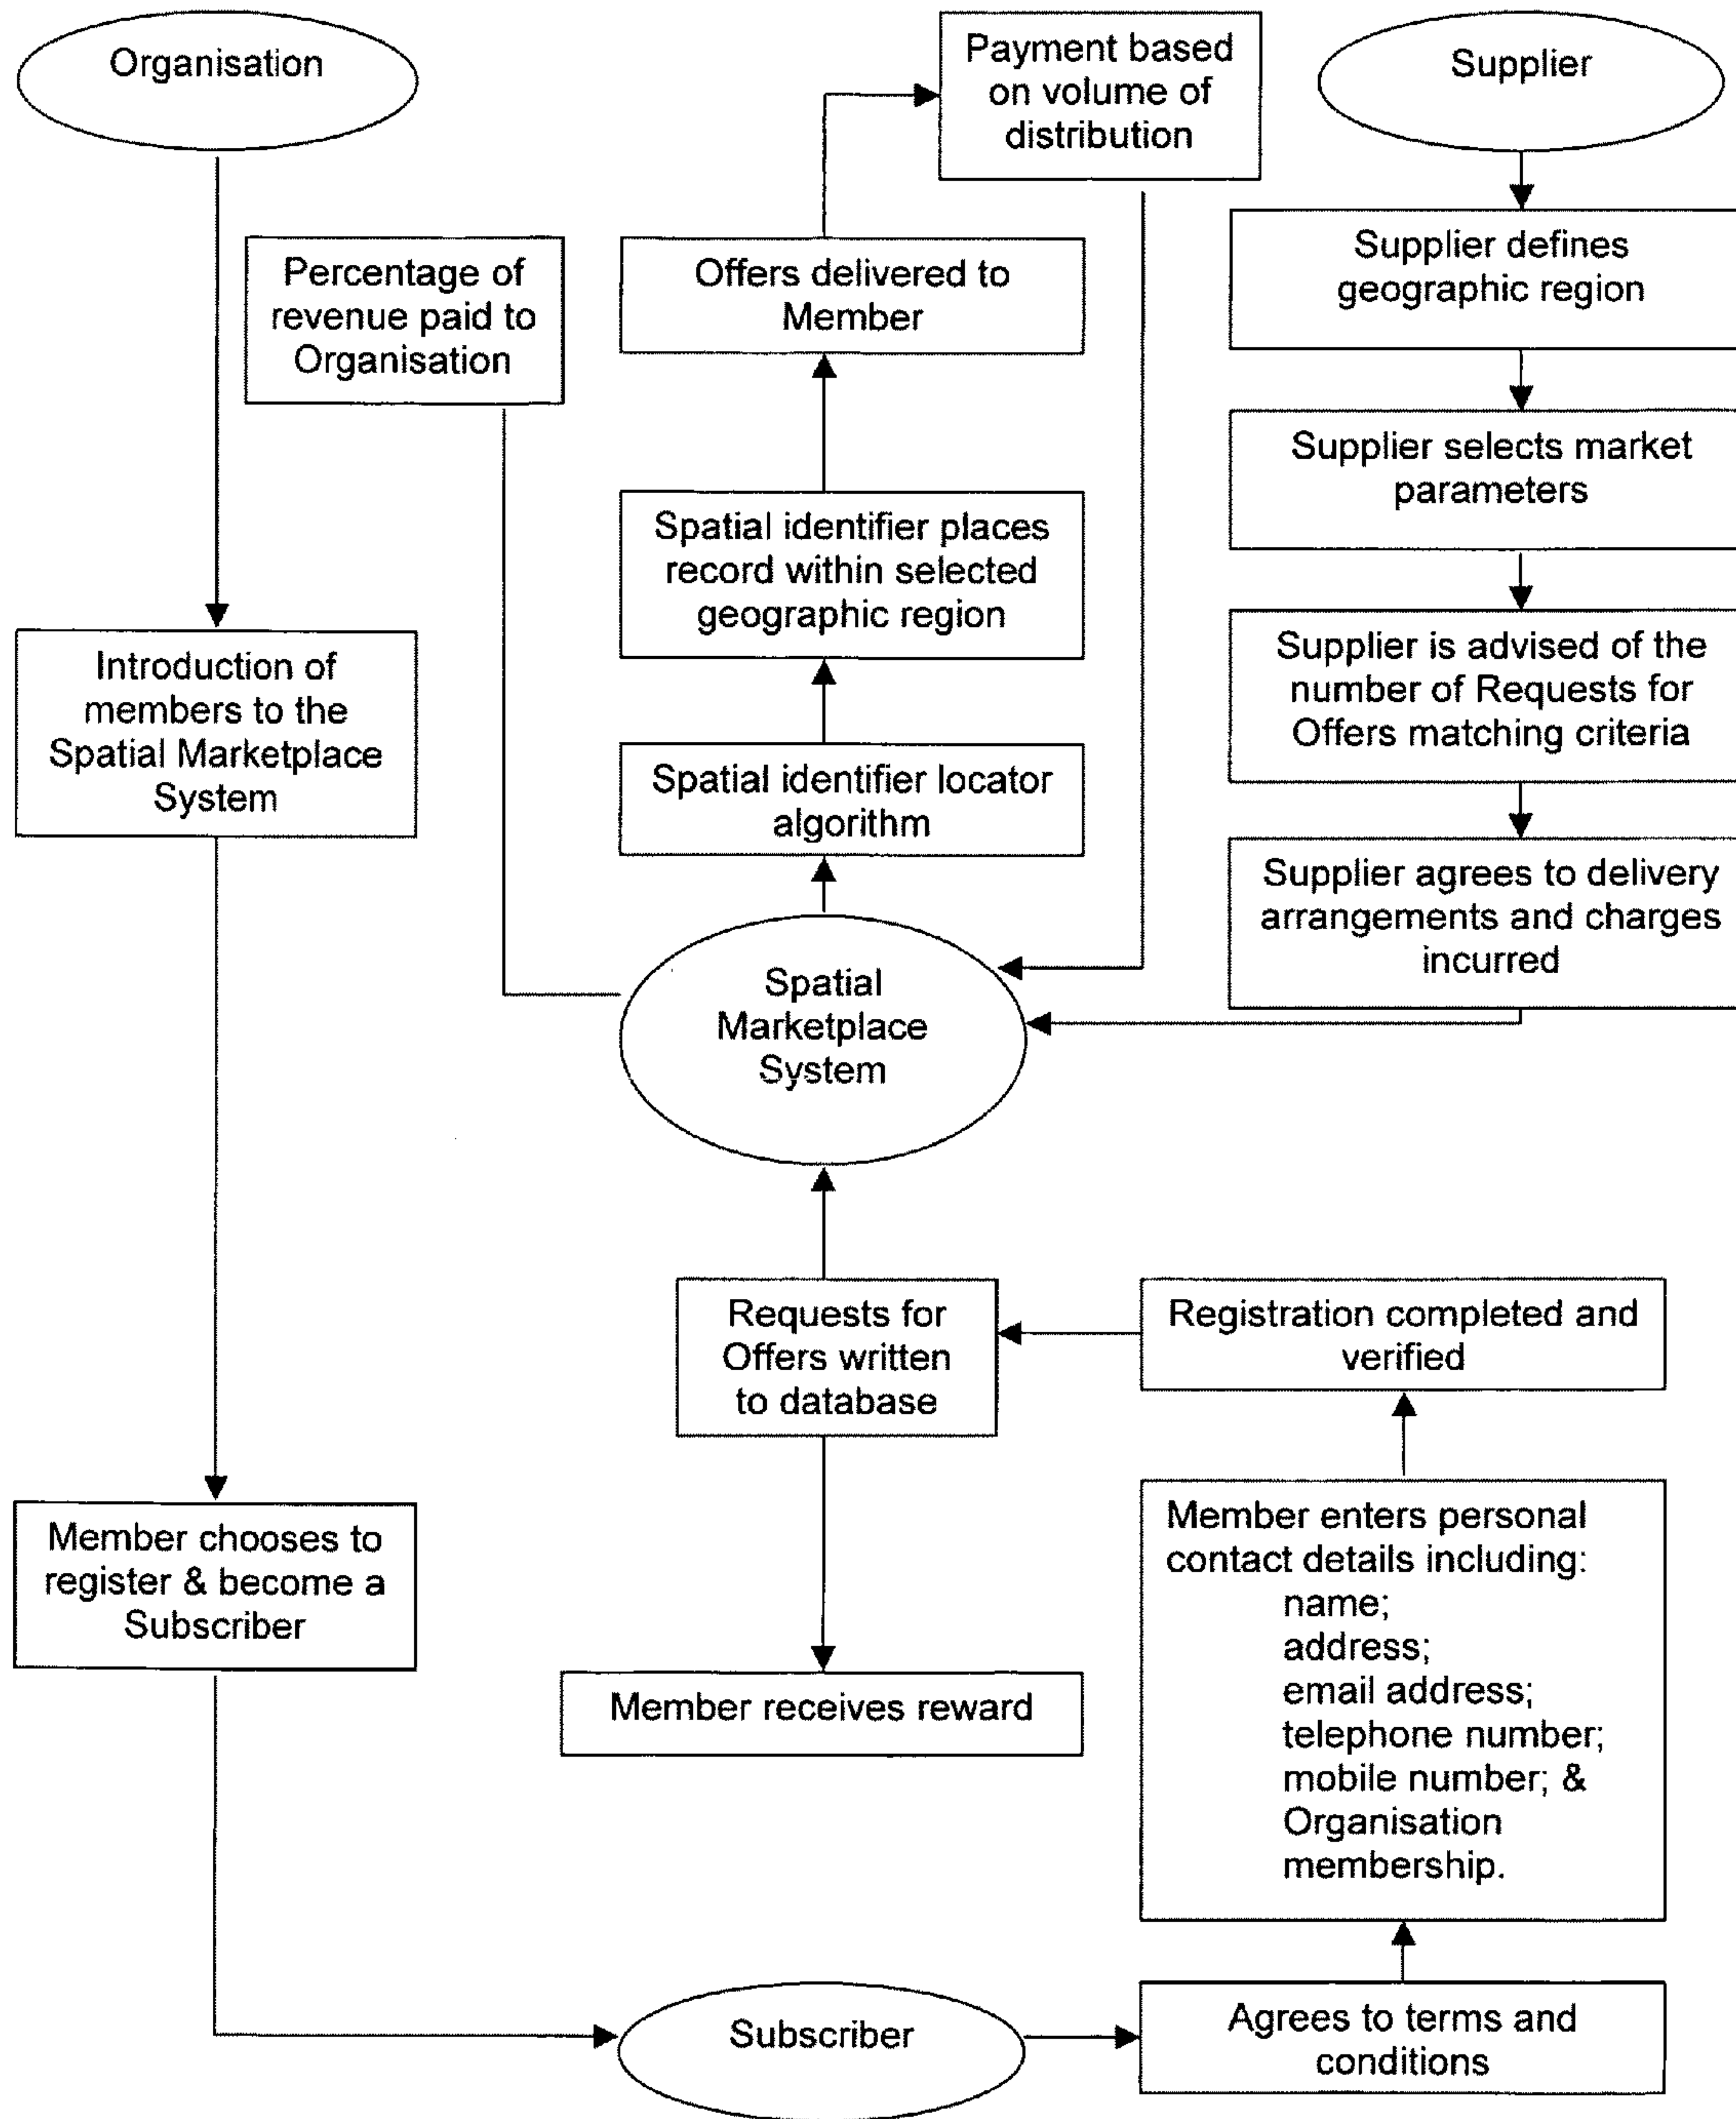 Organisation
Payment based
on volume of
distribution
Supplier
Percentage of
revenue paid to
Organisation
Offers delivered to
Member
Supplier defines
geographic region
Supplier selects market
parameters
Spatial identifier places
record within selected
geographic region
Introduction of
members to the
Spatial Marketplace
System
Supplier is advised of the
number of Requests for
Offers matching criteria
Spatial identifier locator
algorithm
Supplier agrees to delivery
arrangements and charges
incurred
Spatial
Marketplace
System
Requests for
Offers written
to database
Registration completed and
verified
Member chooses to
register & become a
Subscriber
Member enters personal
contact details including:
name;
address;
email address;
telephone number;
mobile number; &
Organisation
membership.
Member receives reward
Subscriber
Agrees to terms and
conditions